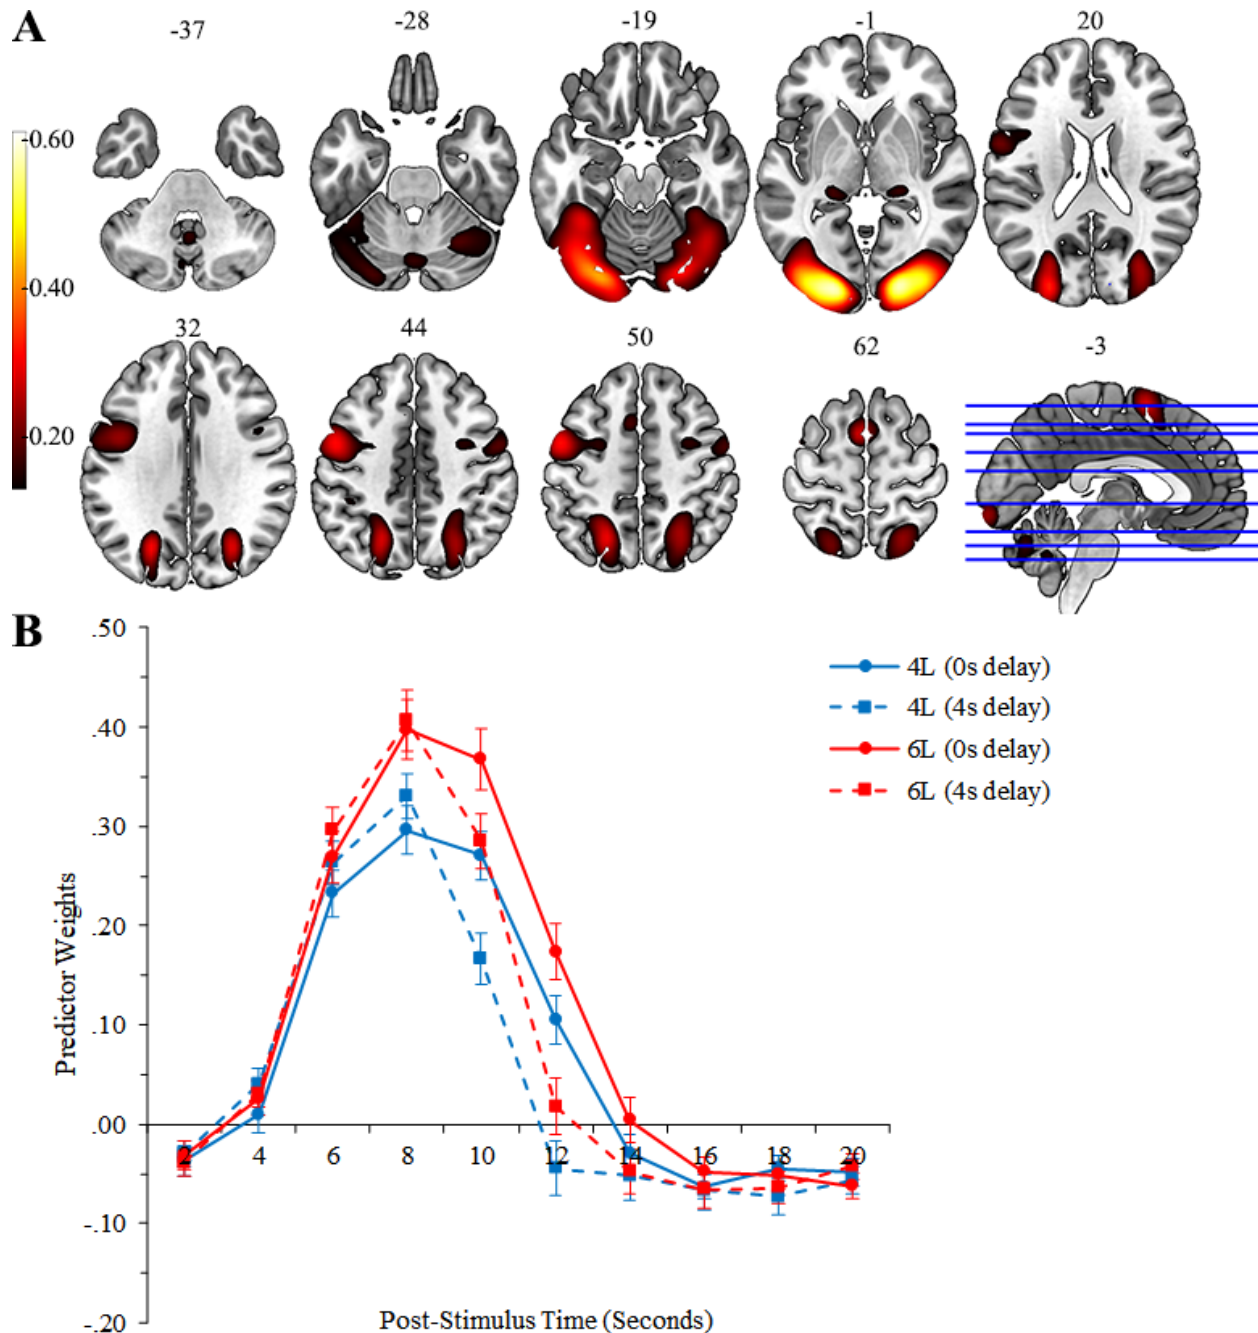 A
-37
-28
-19
-1
20
0.60
0.40
0.20
32
44
50
62
-3
B
.50
.40
.30
.20
.10
.00
-.10
-.20
Predictor Weights
2 4 6 8 10 12 14 16 18 20
Post-Stimulus Time (Seconds)
4L (0s delay)
4L (4s delay)
6L (0s delay)
6L (4s delay)